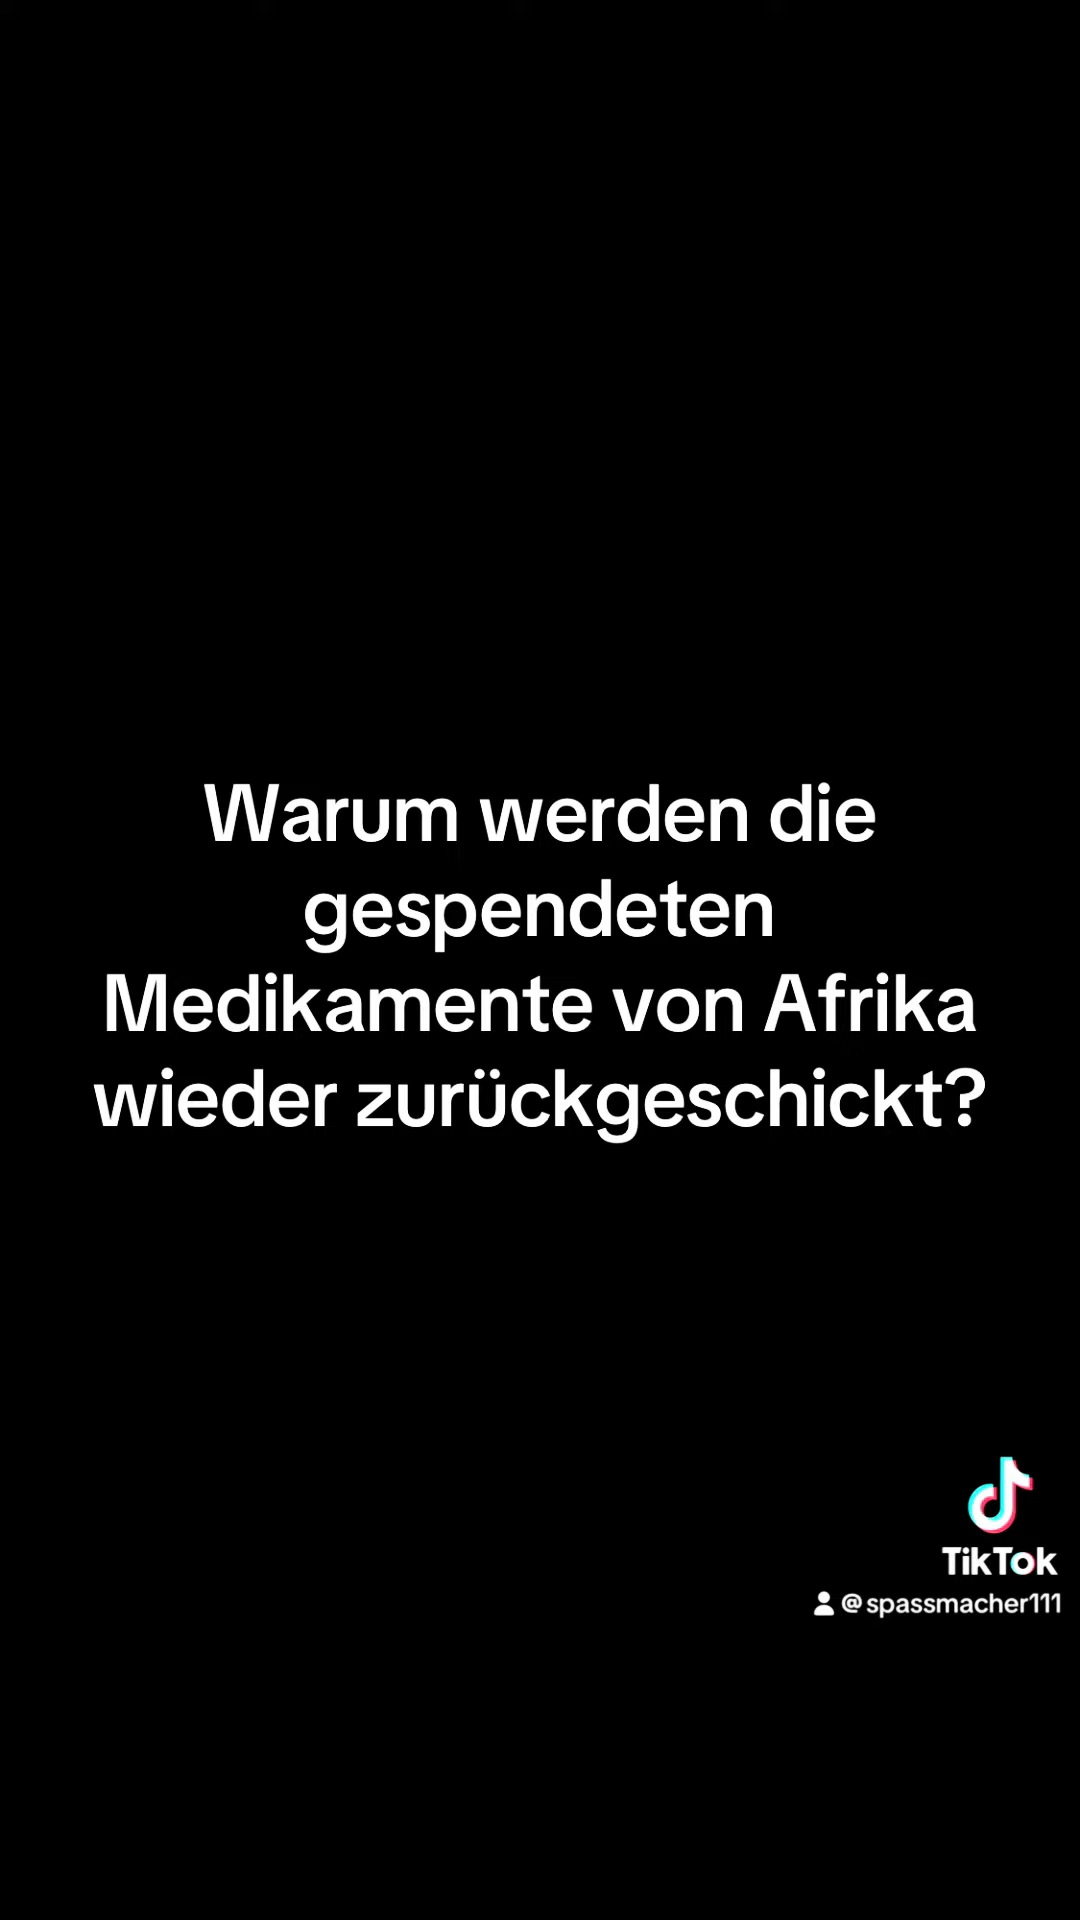 Warum werden die
gespendeten
Medikamente von Afrika
wieder zurückgeschickt?
TikTok
@spassmacher111